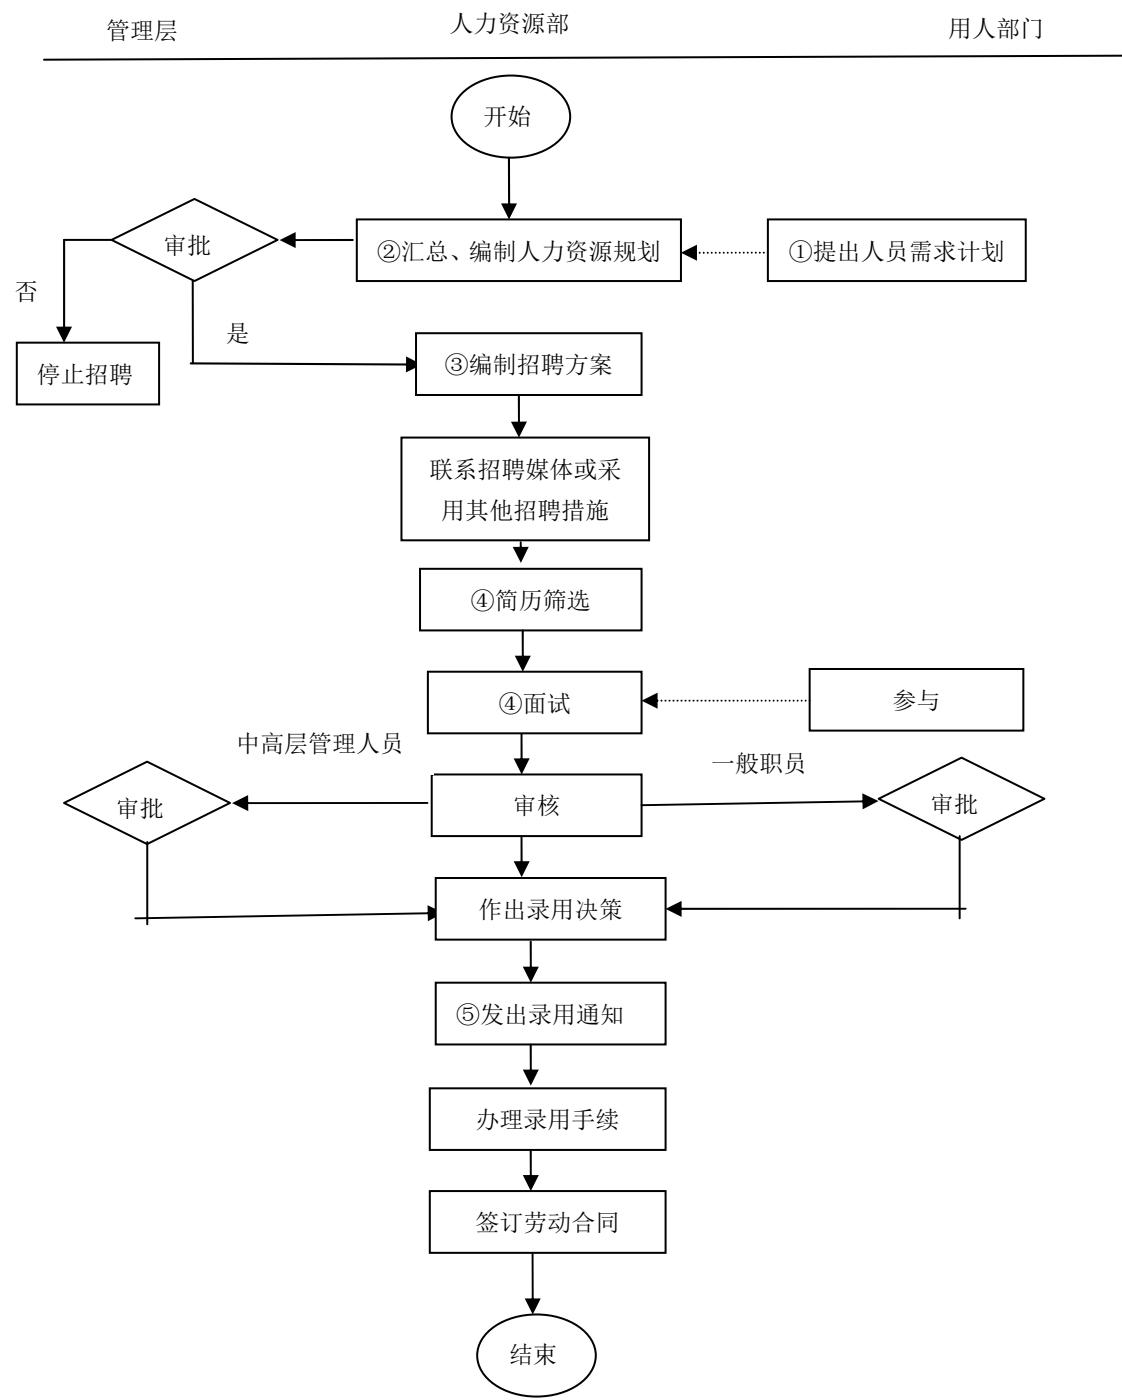 管理层
人力资源部
用人部门
开始
审批
②汇总、编制人力资源规划
①提出人员需求计划
否
是
停止招聘
③编制招聘方案
联系招聘媒体或采
用其他招聘措施
④简历筛选
④面试
参与
中高层管理人员
一般职员
审批
审核
审批
作出录用决策
⑤发出录用通知
办理录用手续
签订劳动合同
结束